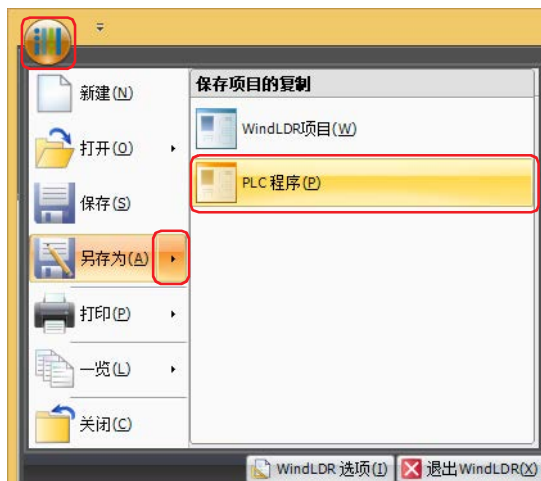 新建(N)
打开(O)
保存(S)
另存为(A)
打印(P)
一览(L)
关闭(C)
保存项目的复制
WindLDR项目(W)
PLC 程序(P)
WindLDR 选项(I)
退出WindLDR(X)